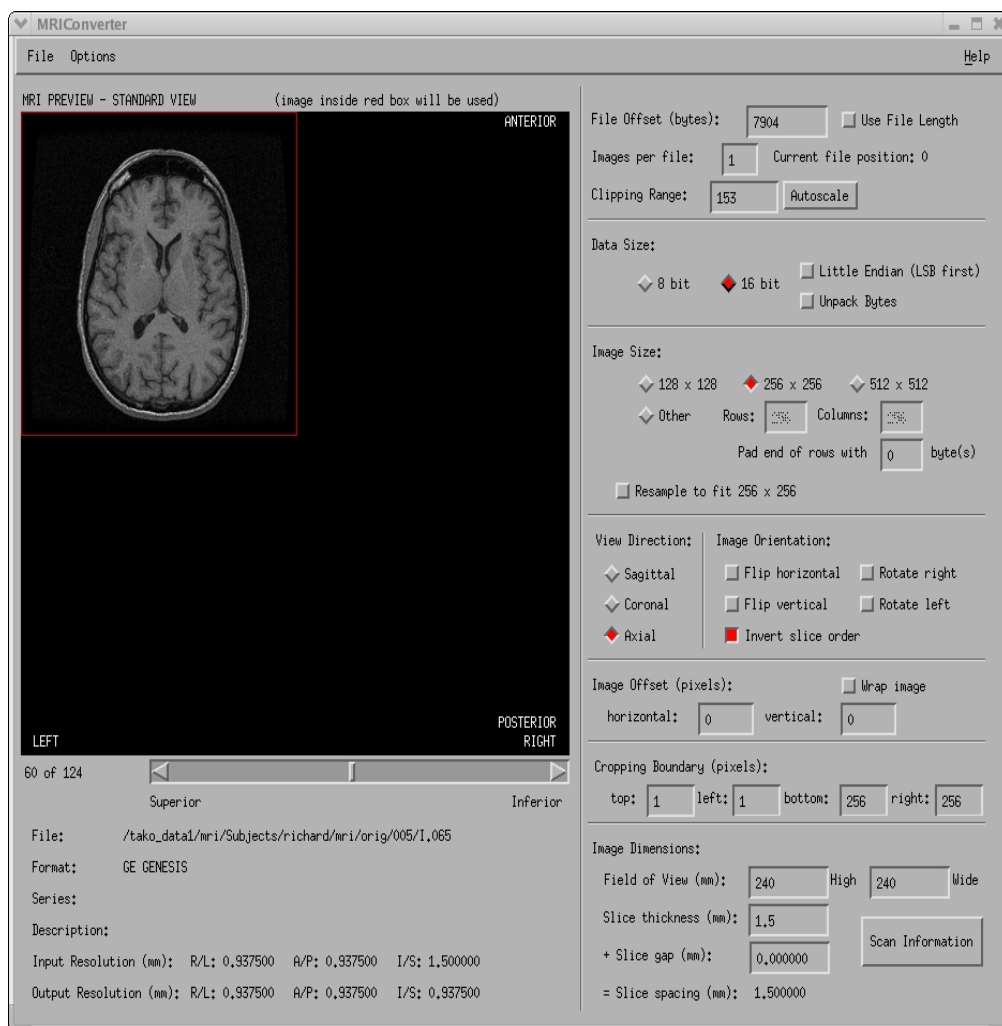 MRIConverter
File Options Help
MRI PREVIEW - STANDARD VIEW (image inside red box will be used)
ANTERIOR
POSTERIOR
LEFT RIGHT
60 of 124
Superior Inferior
File: /tako_data1/mri/Subjects/richard/mri/orig/005/I.065
Format: GE GENESIS
Series:
Description:
Input Resolution (mm): R/L: 0.937500 A/P: 0.937500 I/S: 1.500000
Output Resolution (mm): R/L: 0.937500 A/P: 0.937500 I/S: 0.937500
File Offset (bytes): 7904 Use File Length
Images per file: 1 Current file position: 0
Clipping Range: 153 Autoscale
Data Size:
8 bit 16 bit Little Endian (LSB first)
Unpack Bytes
Image Size:
128 x 128 256 x 256 512 x 512
Other Rows: 256 Columns: 256
Pad end of rows with 0 byte(s)
Resample to fit 256 x 256
View Direction: Image Orientation:
Sagittal Flip horizontal Rotate right
Coronal Flip vertical Rotate left
Axial Invert slice order
Image Offset (pixels): Wrap image
horizontal: 0 vertical: 0
Cropping Boundary (pixels):
top: 1 left: 1 bottom: 256 right: 256
Image Dimensions:
Field of View (mm): 240 High 240 Wide
Slice thickness (mm): 1.5
+ Slice gap (mm): 0.000000 Scan Information
= Slice spacing (mm): 1.500000